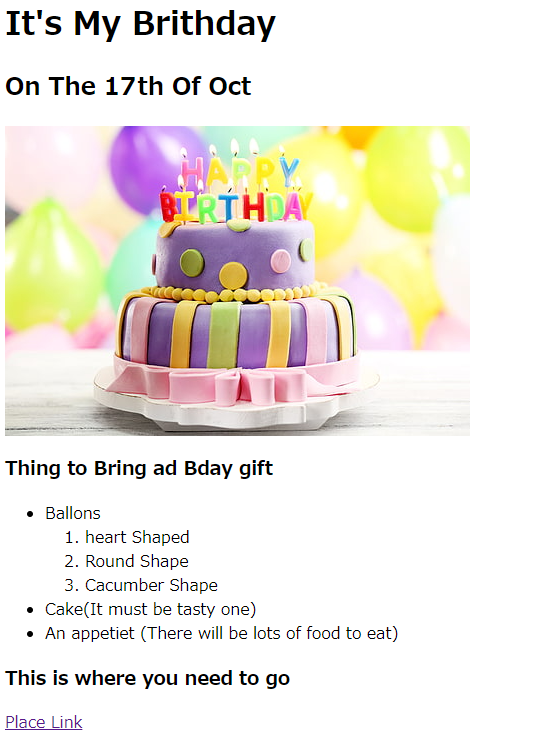 It's My Brithday
On The 17th Of Oct
HAPPY
BIRTHDAY
Thing to Bring ad Bday gift
Ballons
1. heart Shaped
2. Round Shape
3. Cacumber Shape
Cake(It must be tasty one)
An appetiet (There will be lots of food to eat)
This is where you need to go
Place Link